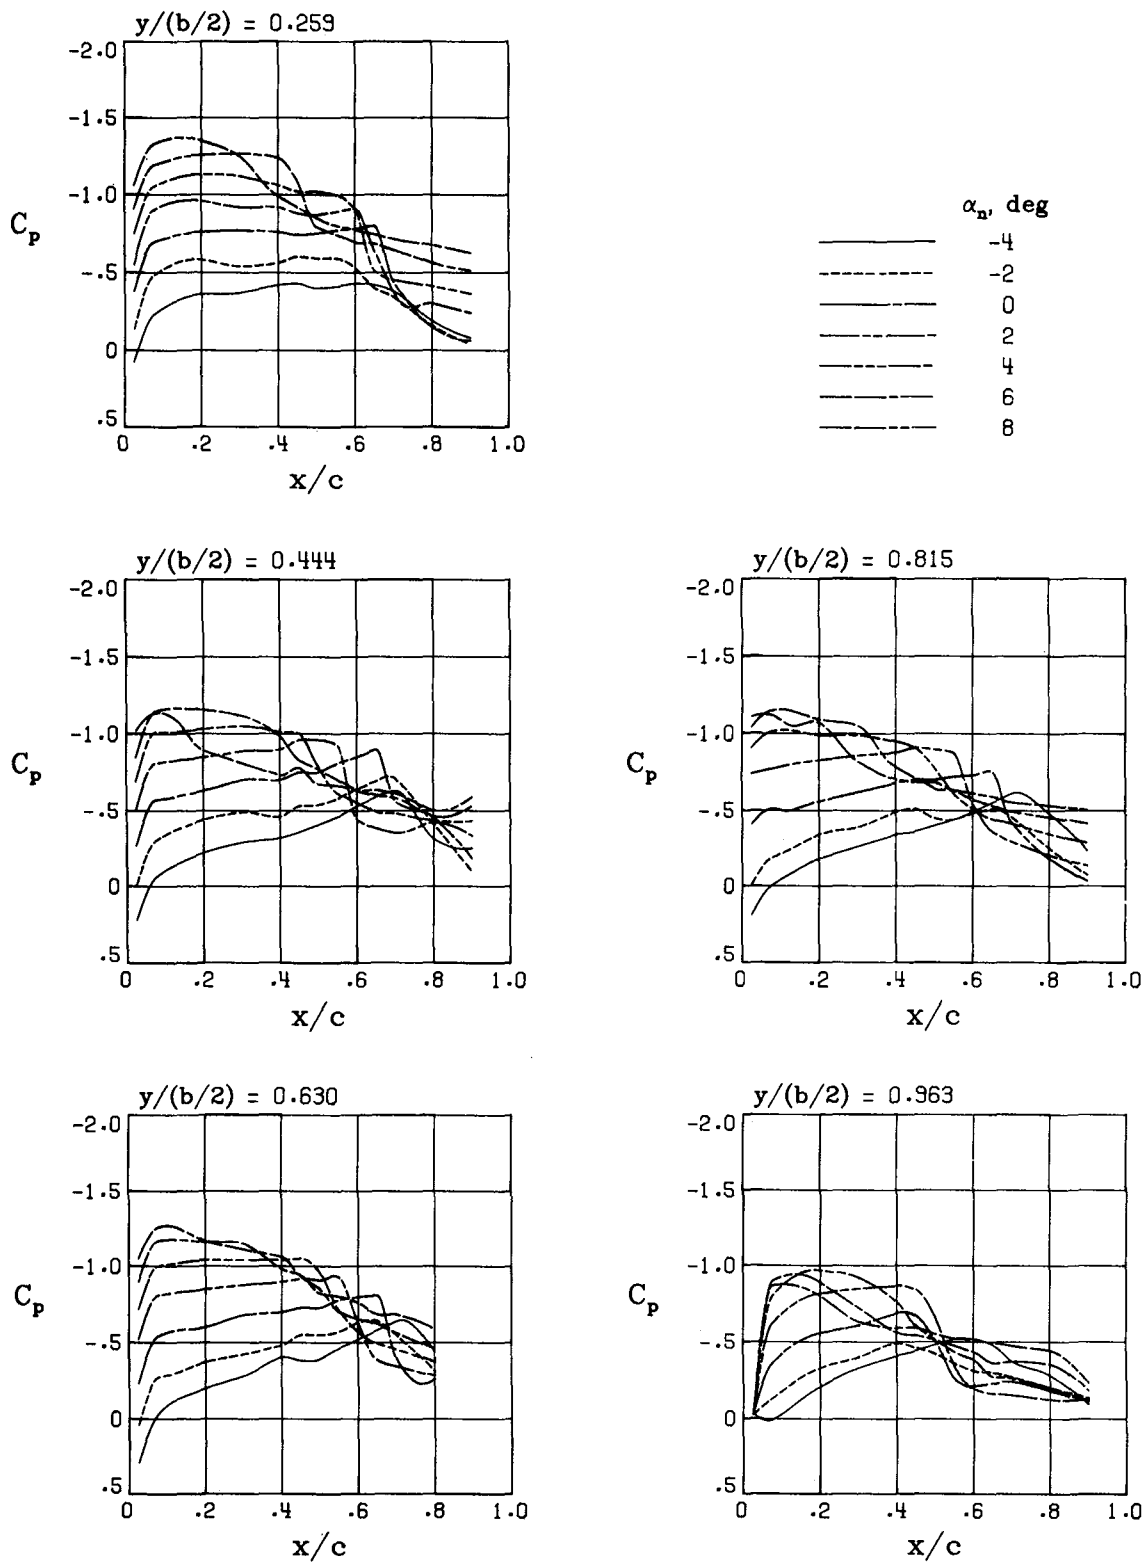 y/(b/2) = 0.259
-2.0
-1.5
-1.0
-.5
0
.5
C_p
0 .2 .4 .6 .8 1.0
x/c
α_n, deg
-4
-2
0
2
4
6
8
y/(b/2) = 0.444
-2.0
-1.5
-1.0
-.5
0
.5
C_p
0 .2 .4 .6 .8 1.0
x/c
y/(b/2) = 0.815
-2.0
-1.5
-1.0
-.5
0
.5
C_p
0 .2 .4 .6 .8 1.0
x/c
y/(b/2) = 0.630
-2.0
-1.5
-1.0
-.5
0
.5
C_p
0 .2 .4 .6 .8 1.0
x/c
y/(b/2) = 0.963
-2.0
-1.5
-1.0
-.5
0
.5
C_p
0 .2 .4 .6 .8 1.0
x/c